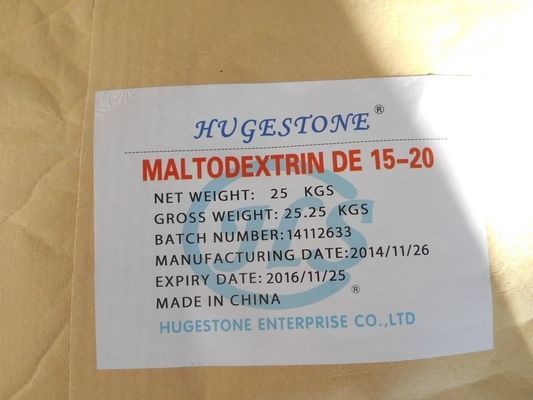 HUGESTONE®
MALTODEXTRIN DE 15-20
NET WEIGHT: 25 KGS
GROSS WEIGHT: 25.25 KGS
BATCH NUMBER:14112633
MANUFACTURING DATE:2014/11/26
EXPIRY DATE:2016/11/25
MADE IN CHINA ®
HUGESTONE ENTERPRISE CO.,LTD